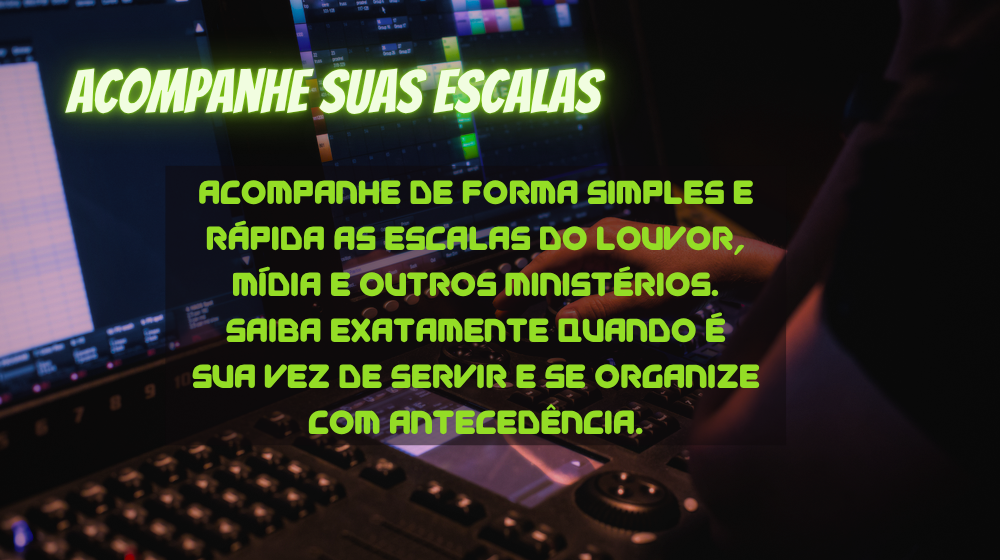 ACOMPANHE SUAS ESCALAS
ACOMPANHE DE FORMA SIMPLES E
RÁPIDA AS ESCALAS DO LOUVOR,
MÍDIA E OUTROS MINISTÉRIOS.
SAIBA EXATAMENTE QUANDO É
SUA VEZ DE SERVIR E SE ORGANIZE
COM ANTECEDÊNCIA.